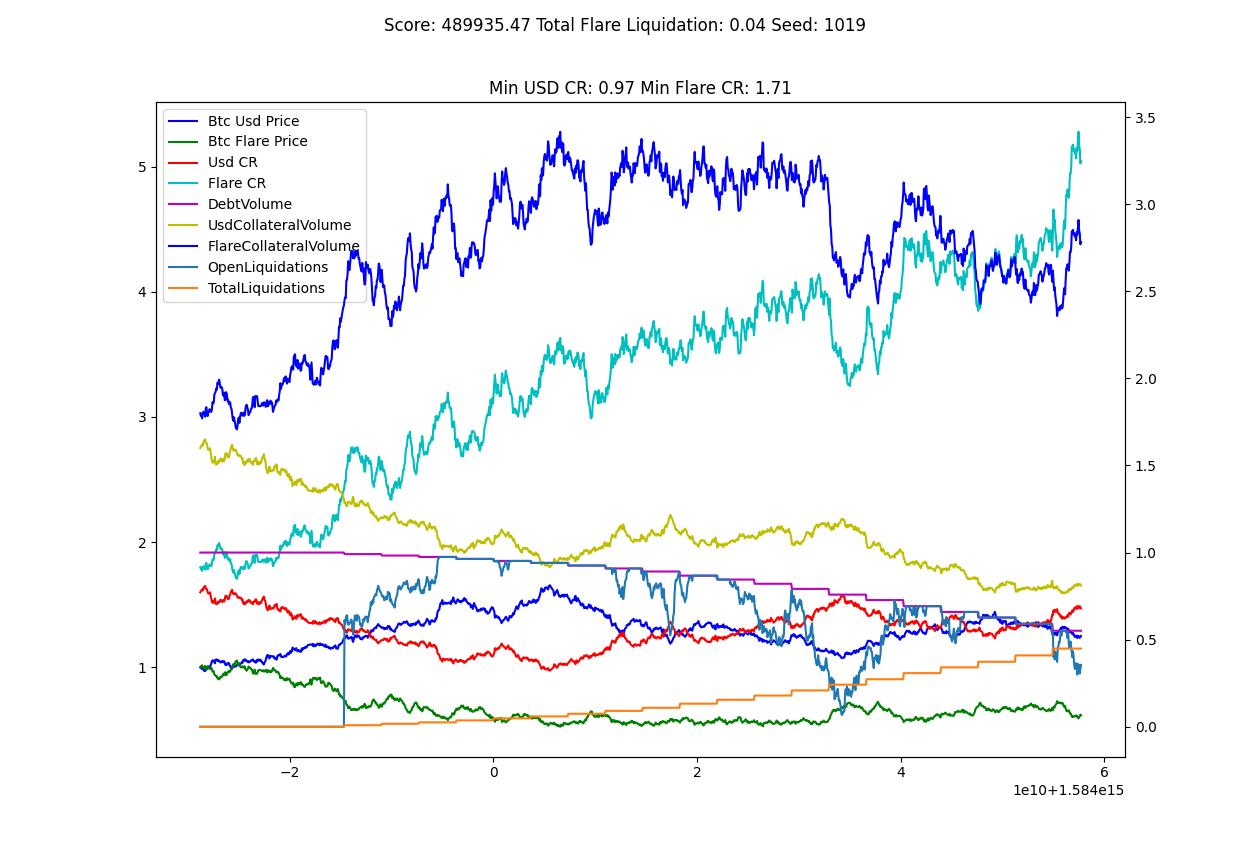 Score: 489935.47 Total Flare Liquidation: 0.04 Seed: 1019
Min USD CR: 0.97 Min Flare CR: 1.71
Btc Usd Price
Btc Flare Price
Usd CR
Flare CR
DebtVolume
UsdCollateralVolume
FlareCollateralVolume
OpenLiquidations
TotalLiquidations
5
4
3
2
1
3.5
3.0
2.5
2.0
1.5
1.0
0.5
0.0
−2 0 2 4 6
1e10+1.584e15